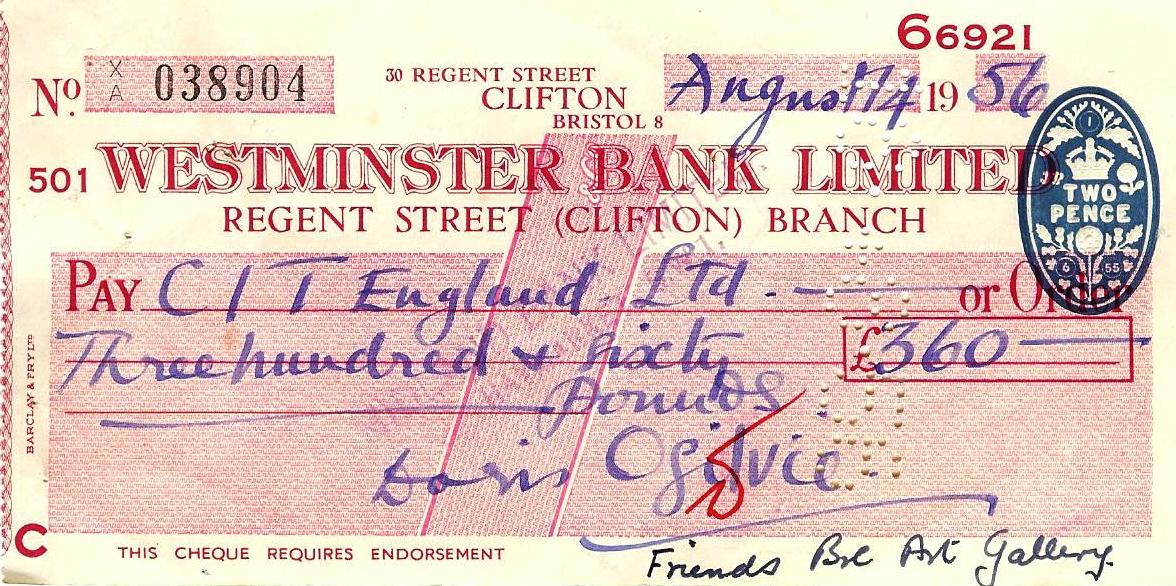 66921
No. X/A 038904
30 REGENT STREET
CLIFTON
BRISTOL 8
August 14 1956
501 WESTMINSTER BANK LIMITED
REGENT STREET (CLIFTON) BRANCH
TWO
PENCE
PAY C I T England. Ltd. or Order
Three hundred & sixty £360
Pounds
Doris Ogilvie.
BARCLAY & FRY LTD
C THIS CHEQUE REQUIRES ENDORSEMENT
Friends Art Gallery.